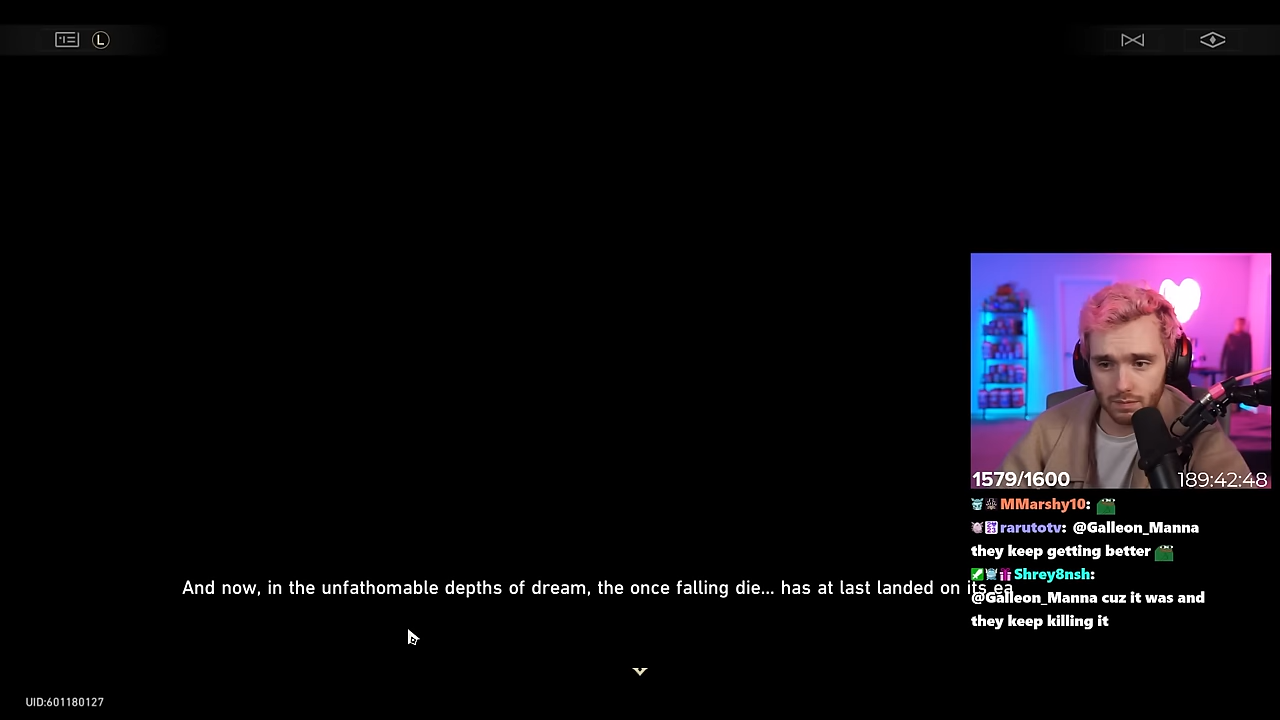 L
And now, in the unfathomable depths of dream, the once falling die... has at last landed on its ea
1579/1600
189:42:48
MMarshy10:
rarutotv: @Galleon_Manna
they keep getting better
Shrey8nsh:
@Galleon_Manna cuz it was and
they keep killing it
UID:601180127